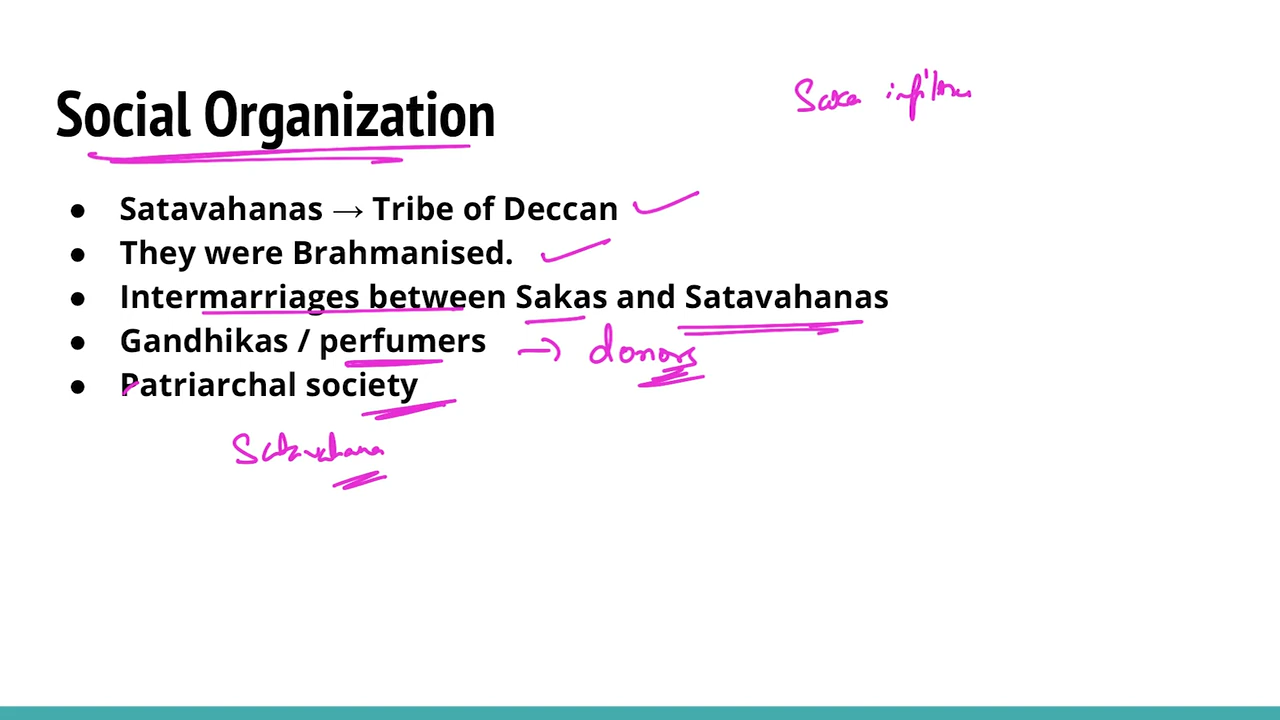 Saka
Social Organization
● Satavahanas → Tribe of Deccan
● They were Brahmanised.
● Intermarriages between Sakas and Satavahanas
● Gandhikas / perfumers → donors
● Patriarchal society
Satavahana